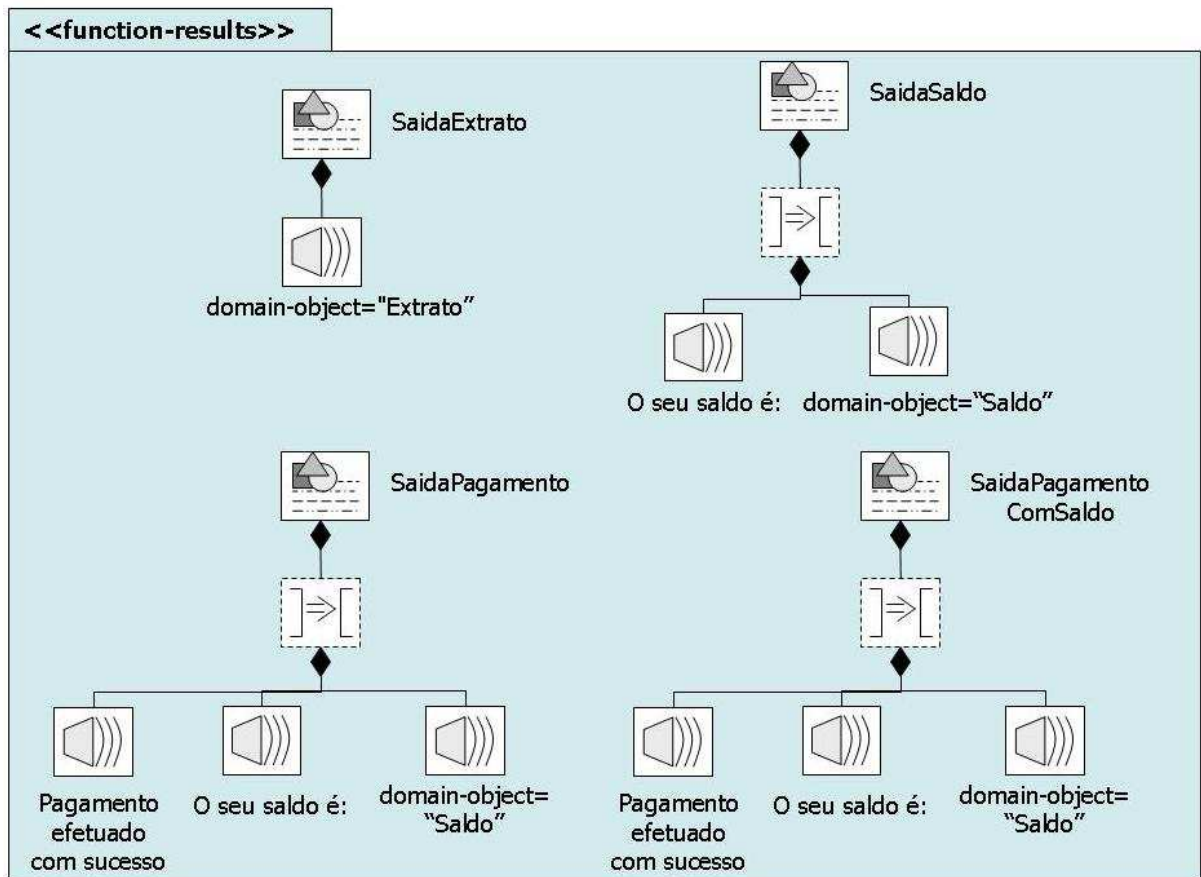 <<function-results>>
SaidaExtrato
domain-object="Extrato”
SaidaSaldo
O seu saldo é:
domain-object=“Saldo”
SaidaPagamento
Pagamento
efetuado
com sucesso
O seu saldo é:
domain-object=
“Saldo”
SaidaPagamento
ComSaldo
Pagamento
efetuado
com sucesso
O seu saldo é:
domain-object=
“Saldo”